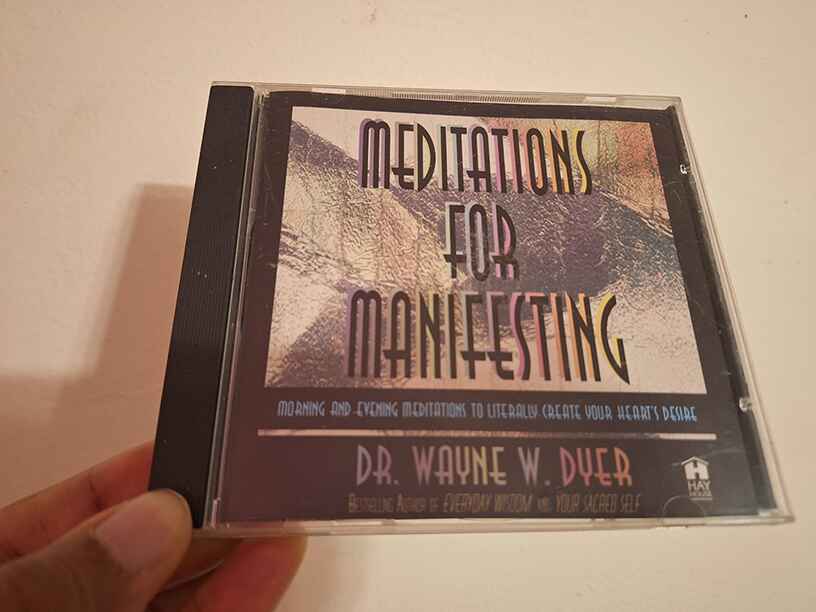 MEDITATIONS
FOR
MANIFESTING
MORNING AND EVENING MEDITATIONS TO LITERALLY CREATE YOUR HEART'S DESIRE
DR. WAYNE W. DYER
BESTSELLING AUTHOR OF EVERYDAY WISDOM AND YOUR SACRED SELF
HAY
HOUSE